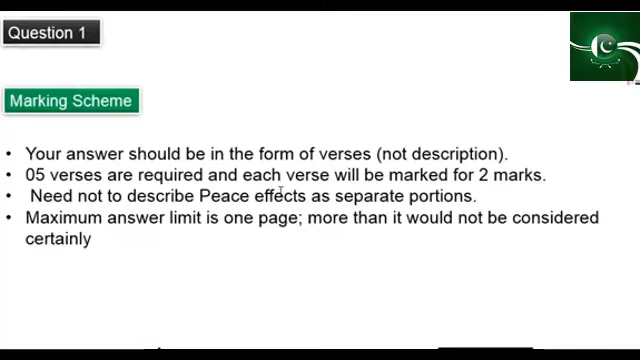 Question 1
Marking Scheme
• Your answer should be in the form of verses (not description).
• 05 verses are required and each verse will be marked for 2 marks.
• Need not to describe Peace effects as separate portions.
• Maximum answer limit is one page; more than it would not be considered
certainly